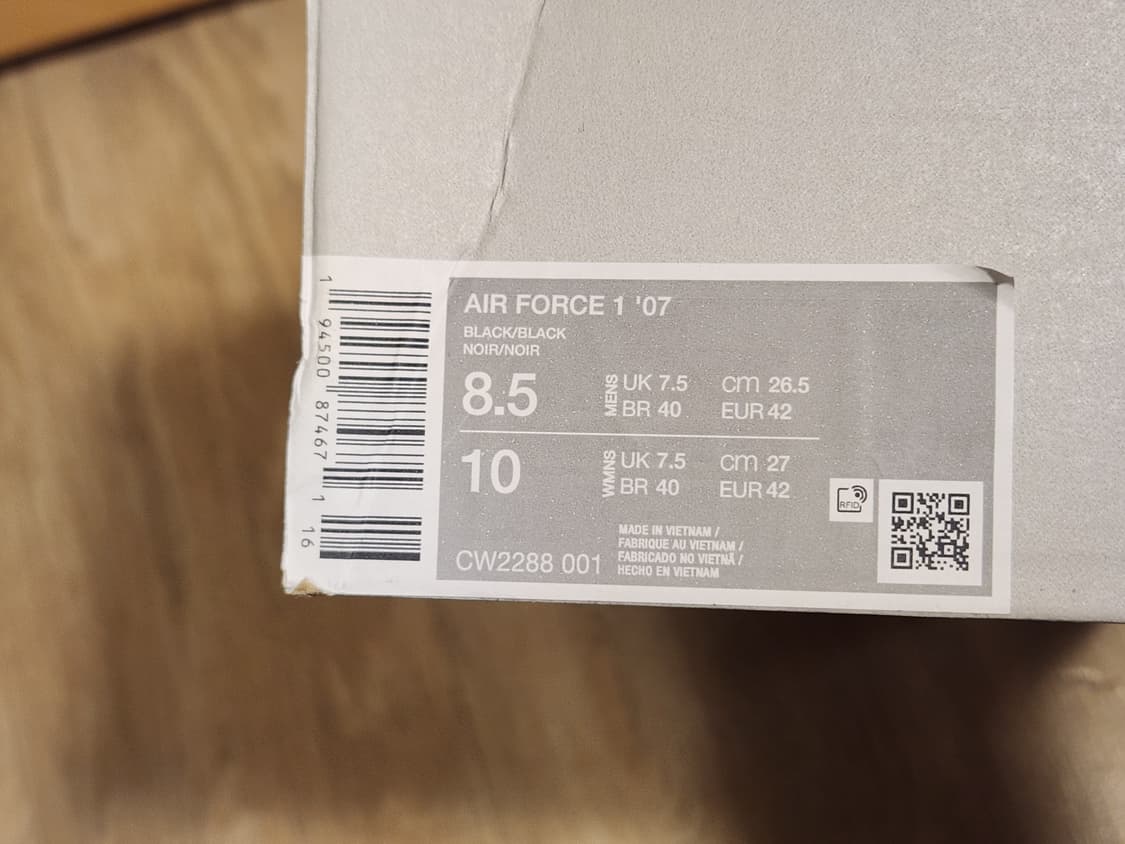 1 94500 87467 1 16
AIR FORCE 1 '07
BLACK/BLACK
NOIR/NOIR
8.5
MENS
UK 7.5 cm 26.5
BR 40 EUR 42
10
WMNS
UK 7.5 cm 27
BR 40 EUR 42
CW2288 001
MADE IN VIETNAM /
FABRIQUE AU VIETNAM /
FABRICADO NO VIETNÃ /
HECHO EN VIETNAM
RFID